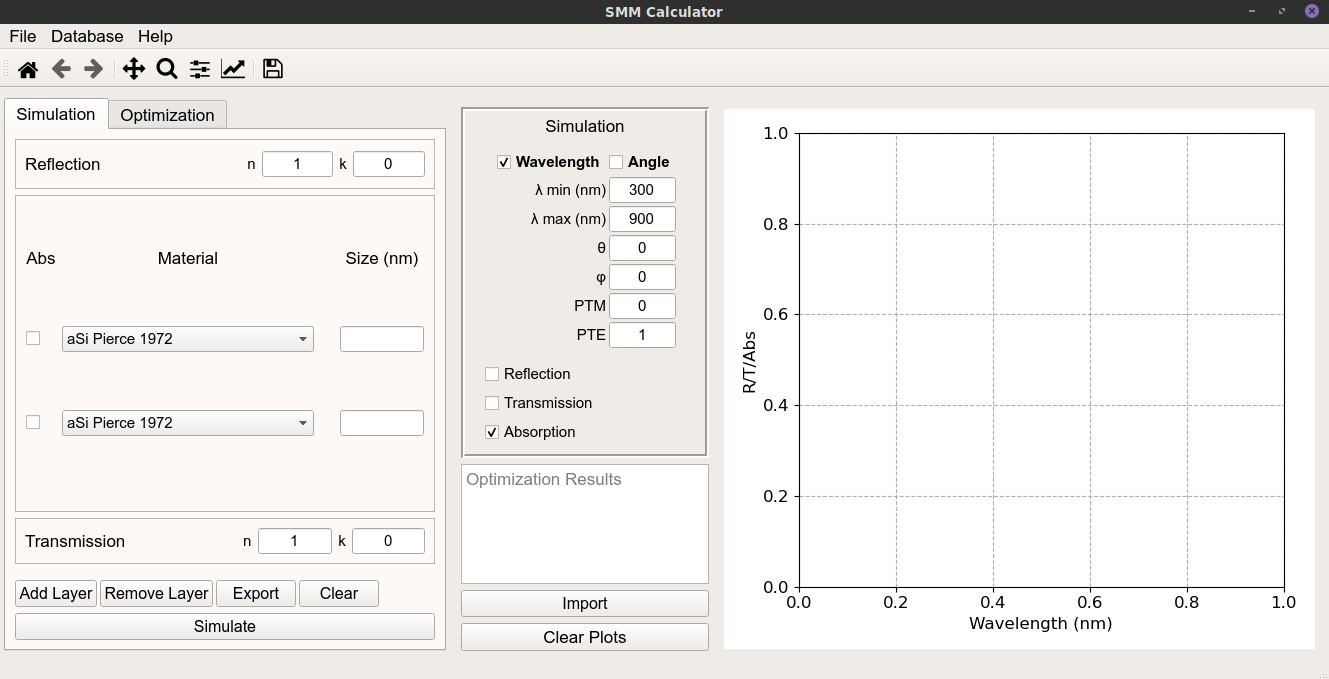 SMM Calculator
File Database Help
Simulation Optimization
Reflection n 1 k 0
Abs Material Size (nm)
aSi Pierce 1972
aSi Pierce 1972
Transmission n 1 k 0
Add Layer Remove Layer Export Clear
Simulate
Simulation
Wavelength Angle
λ min (nm) 300
λ max (nm) 900
θ 0
φ 0
PTM 0
PTE 1
Reflection
Transmission
Absorption
Optimization Results
Import
Clear Plots
R/T/Abs
1.0
0.8
0.6
0.4
0.2
0.0
0.0 0.2 0.4 0.6 0.8 1.0
Wavelength (nm)